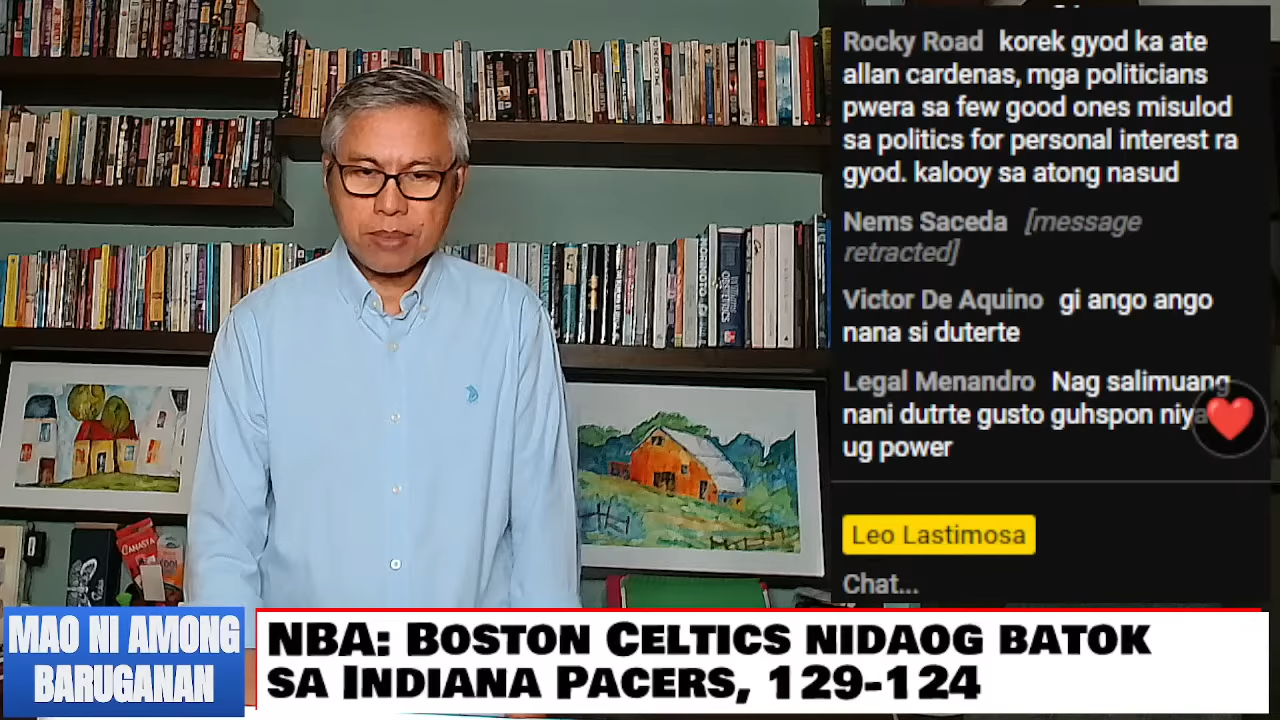 Rocky Road korek gyod ka ate
allan cardenas, mga politicians
pwera sa few good ones misulod
sa politics for personal interest ra
gyod. kalooy sa atong nasud
Nems Saceda [message
retracted]
Victor De Aquino gi ango ango
nana si duterte
Legal Menandro Nag salimuang
nani dutrte gusto guhspon niya
ug power
Leo Lastimosa
Chat...
CANASTA
MAO NI AMONG
BARUGANAN
NBA: BOSTON CELTICS NIDAOG BATOK
SA INDIANA PACERS, 129-124